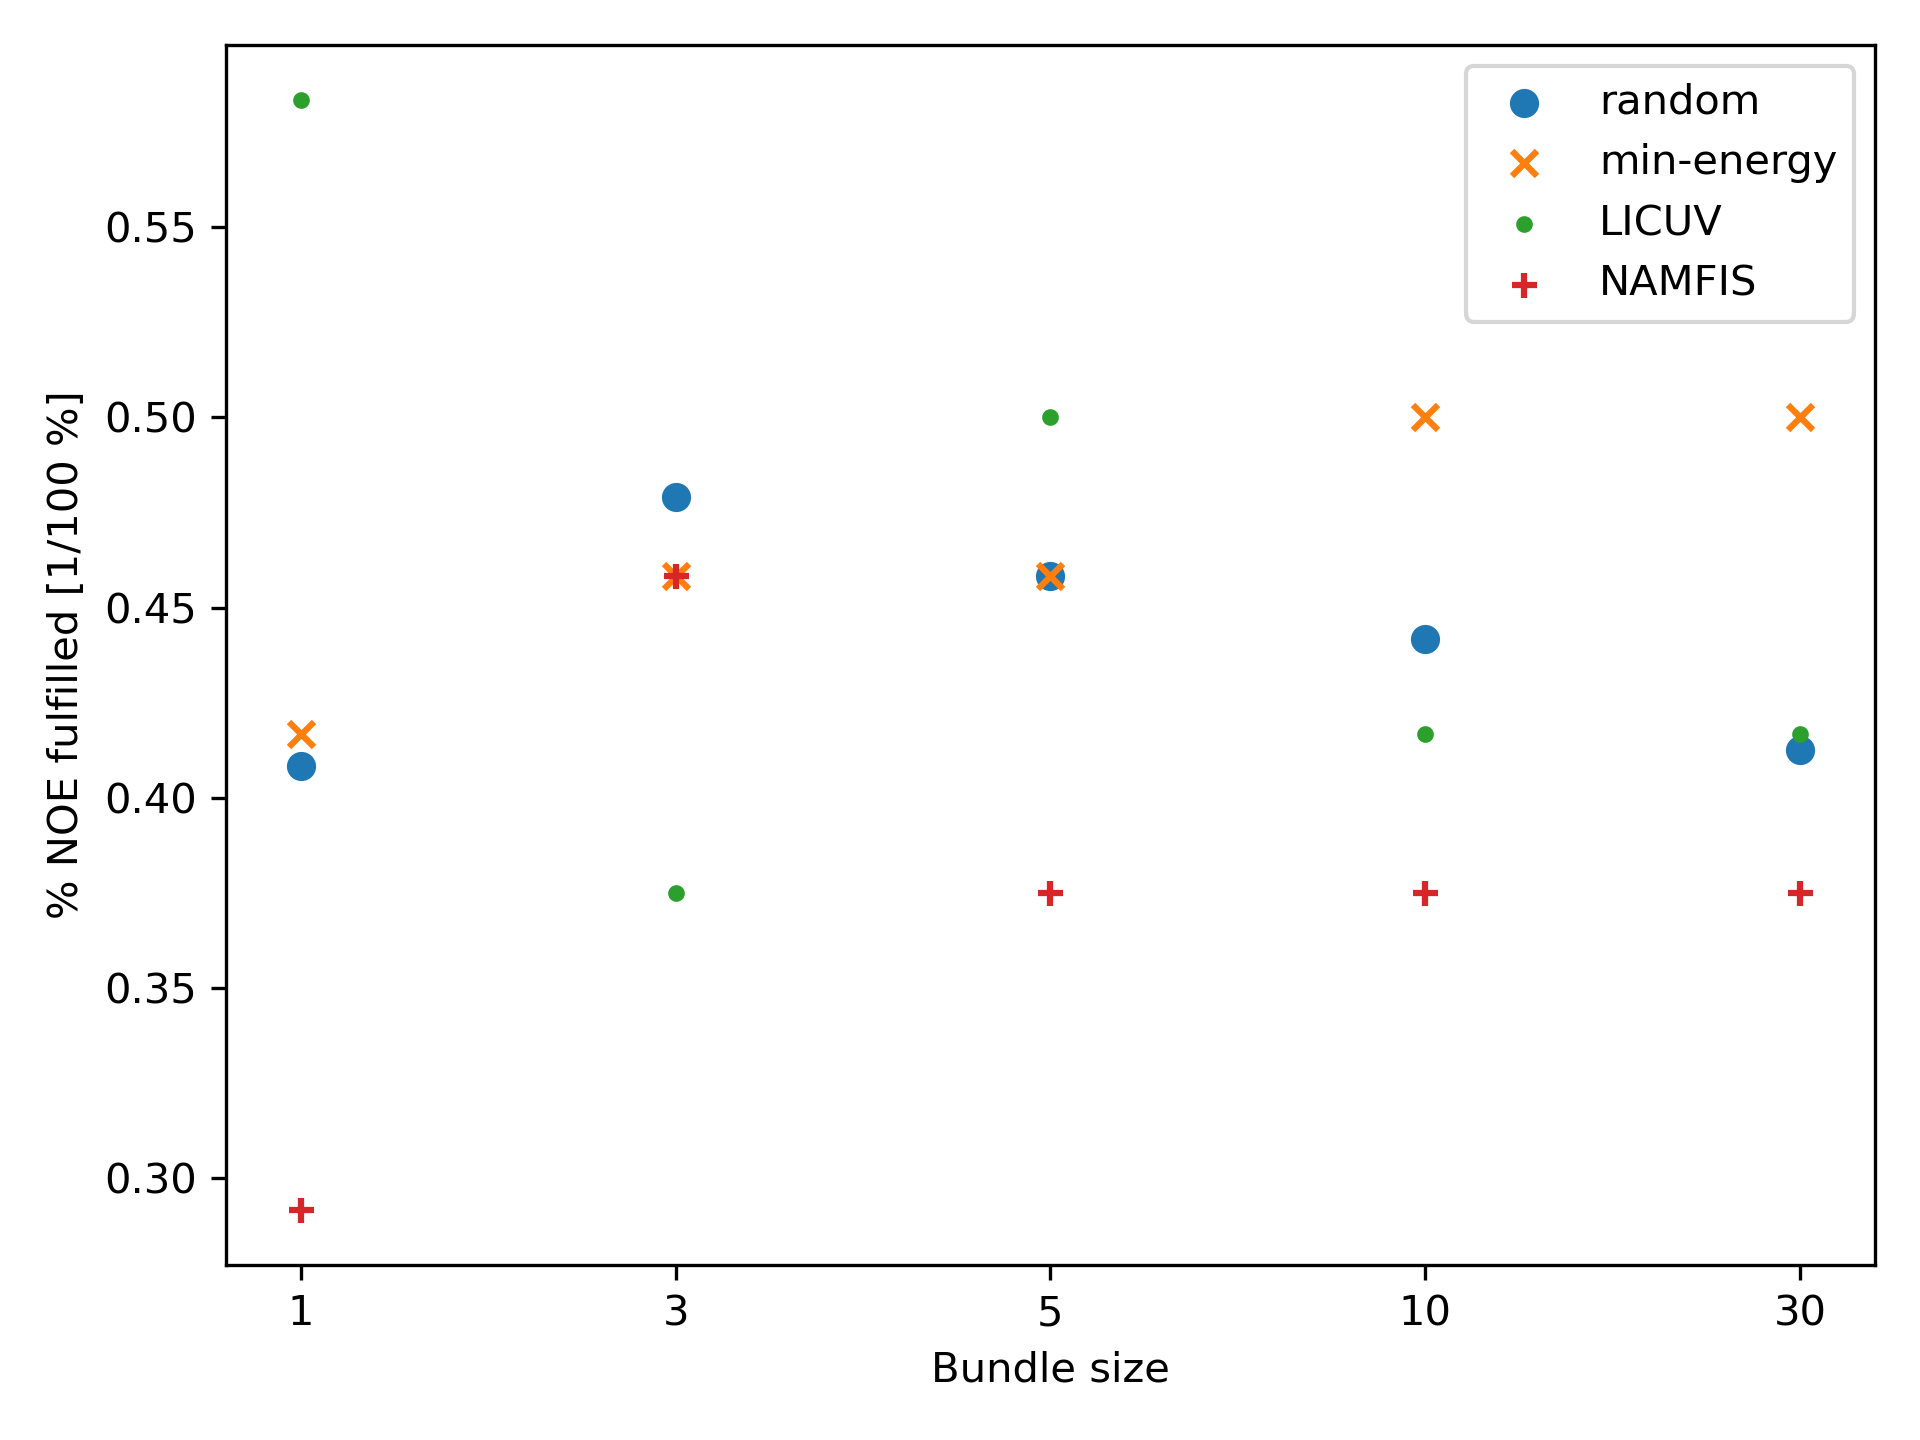 random
min-energy
LICUV
NAMFIS
% NOE fulfilled [1/100 %]
0.55
0.50
0.45
0.40
0.35
0.30
1 3 5 10 30
Bundle size